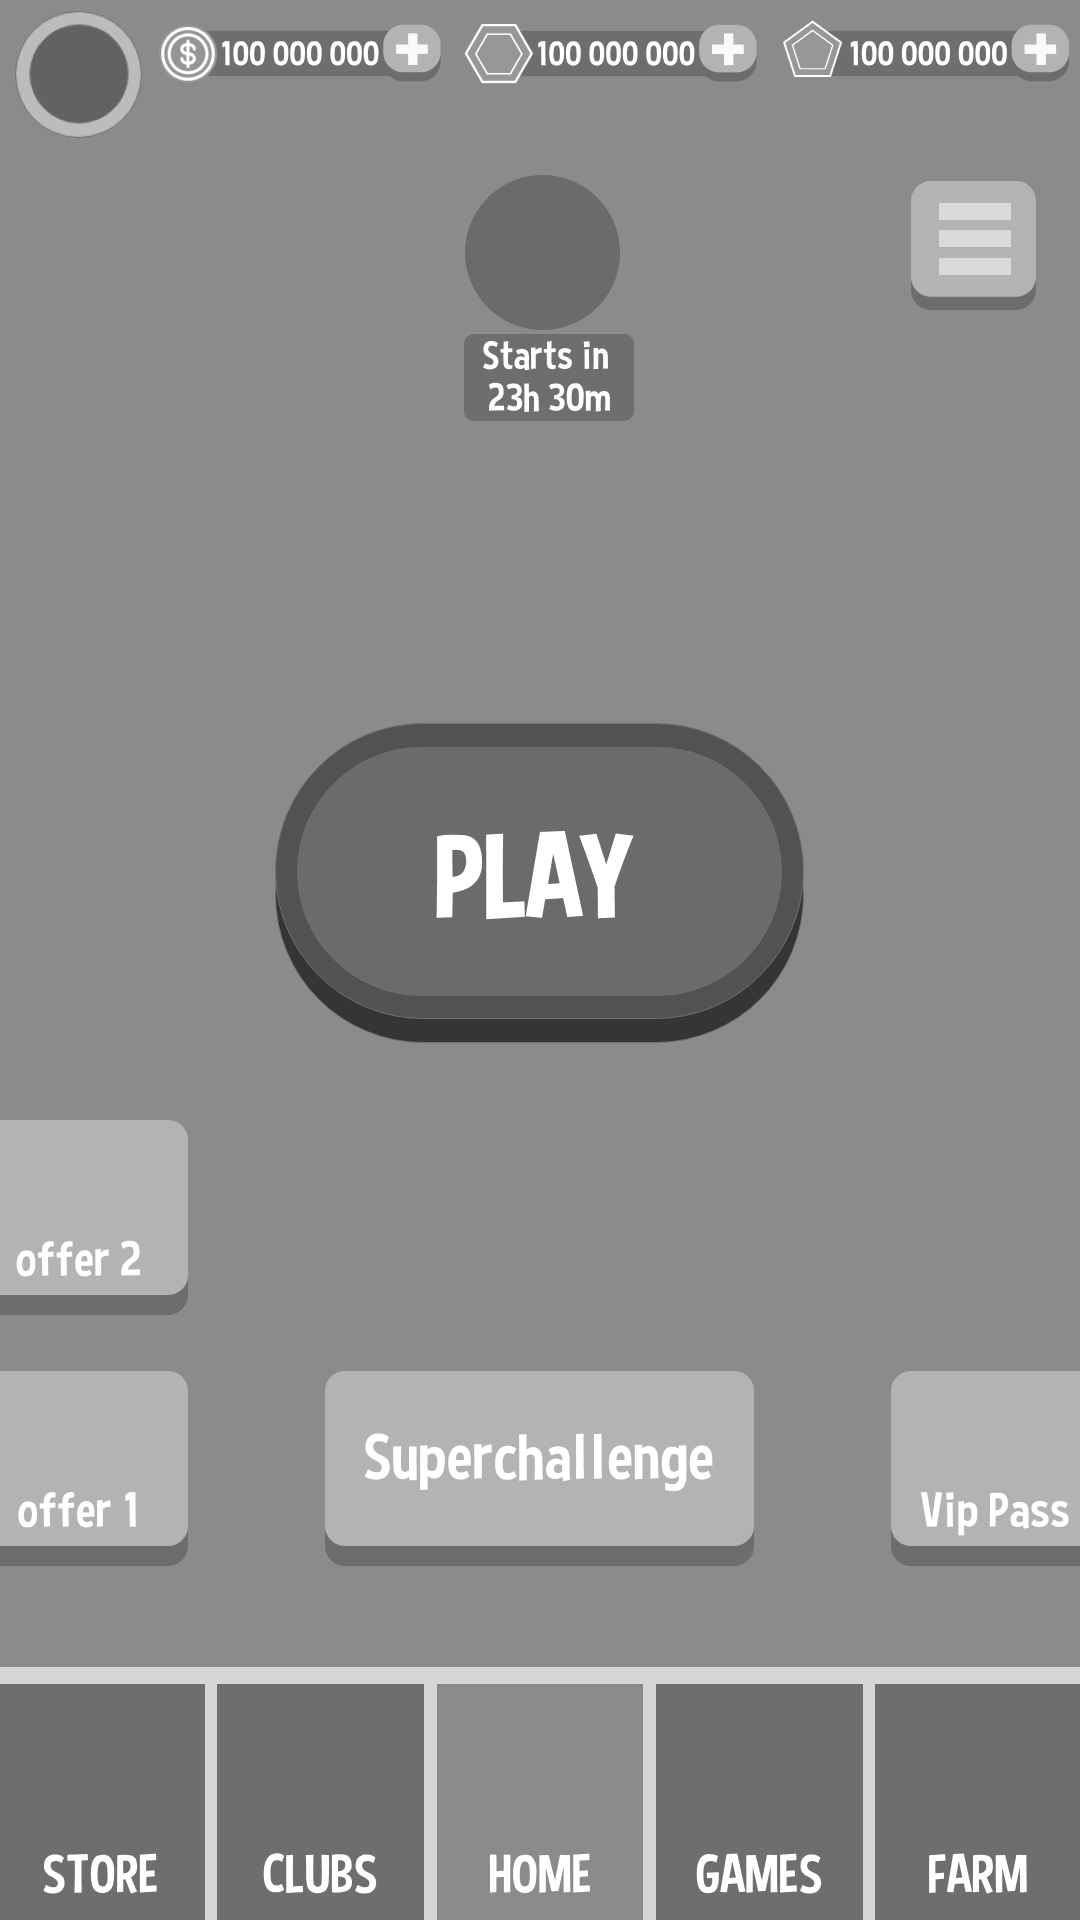 $ 100 000 000 + 100 000 000 + 100 000 000 +
Starts in
23h 30m
PLAY
offer 2
offer 1 Superchallenge Vip Pass
STORE CLUBS HOME GAMES FARM